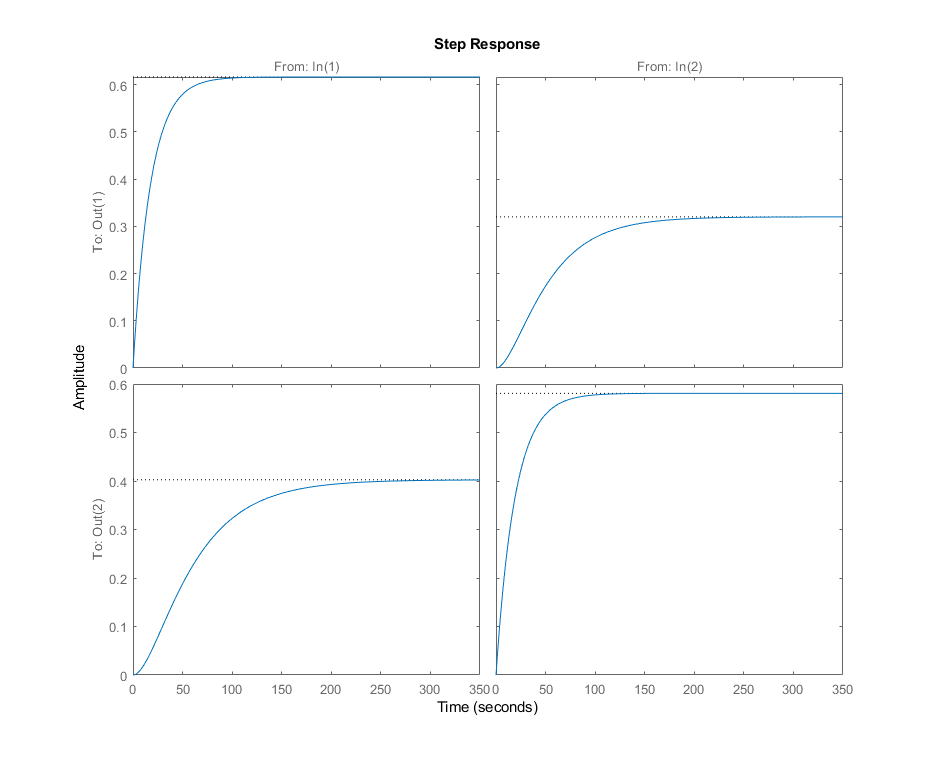 Step Response
From: In(1) From: In(2)
0.6
0.5
0.4
0.3
0.2
0.1
0
To: Out(1)
Amplitude
0.6
0.5
0.4
0.3
0.2
0.1
0
To: Out(2)
0 50 100 150 200 250 300 350 0 50 100 150 200 250 300 350
Time (seconds)